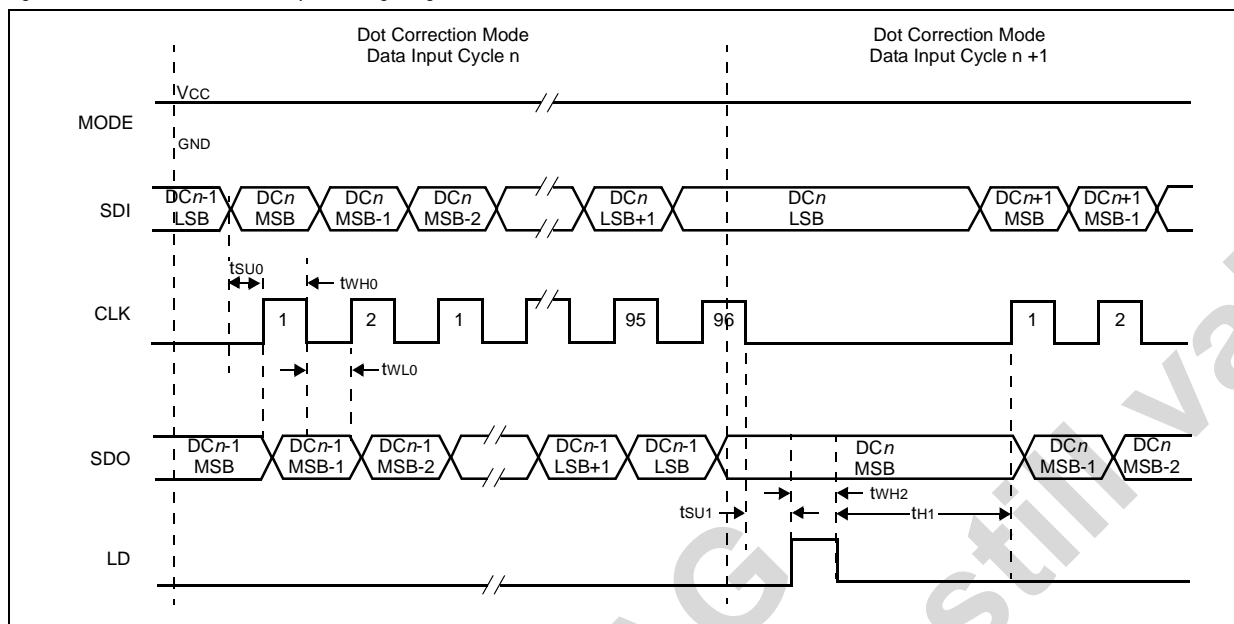 Dot Correction Mode
Data Input Cycle n
Dot Correction Mode
Data Input Cycle n +1
VCC
MODE
GND
SDI
DCn-1
LSB
DCn
MSB
DCn
MSB-1
DCn
MSB-2
DCn
LSB+1
DCn
LSB
DCn+1
MSB
DCn+1
MSB-1
tSU0
tWH0
CLK
1
2
1
95
96
1
2
tWL0
SDO
DCn-1
MSB
DCn-1
MSB-1
DCn-1
MSB-2
DCn-1
LSB+1
DCn-1
LSB
DCn
MSB
DCn
MSB-1
DCn
MSB-2
tWH2
tSU1
tH1
LD
G
still va